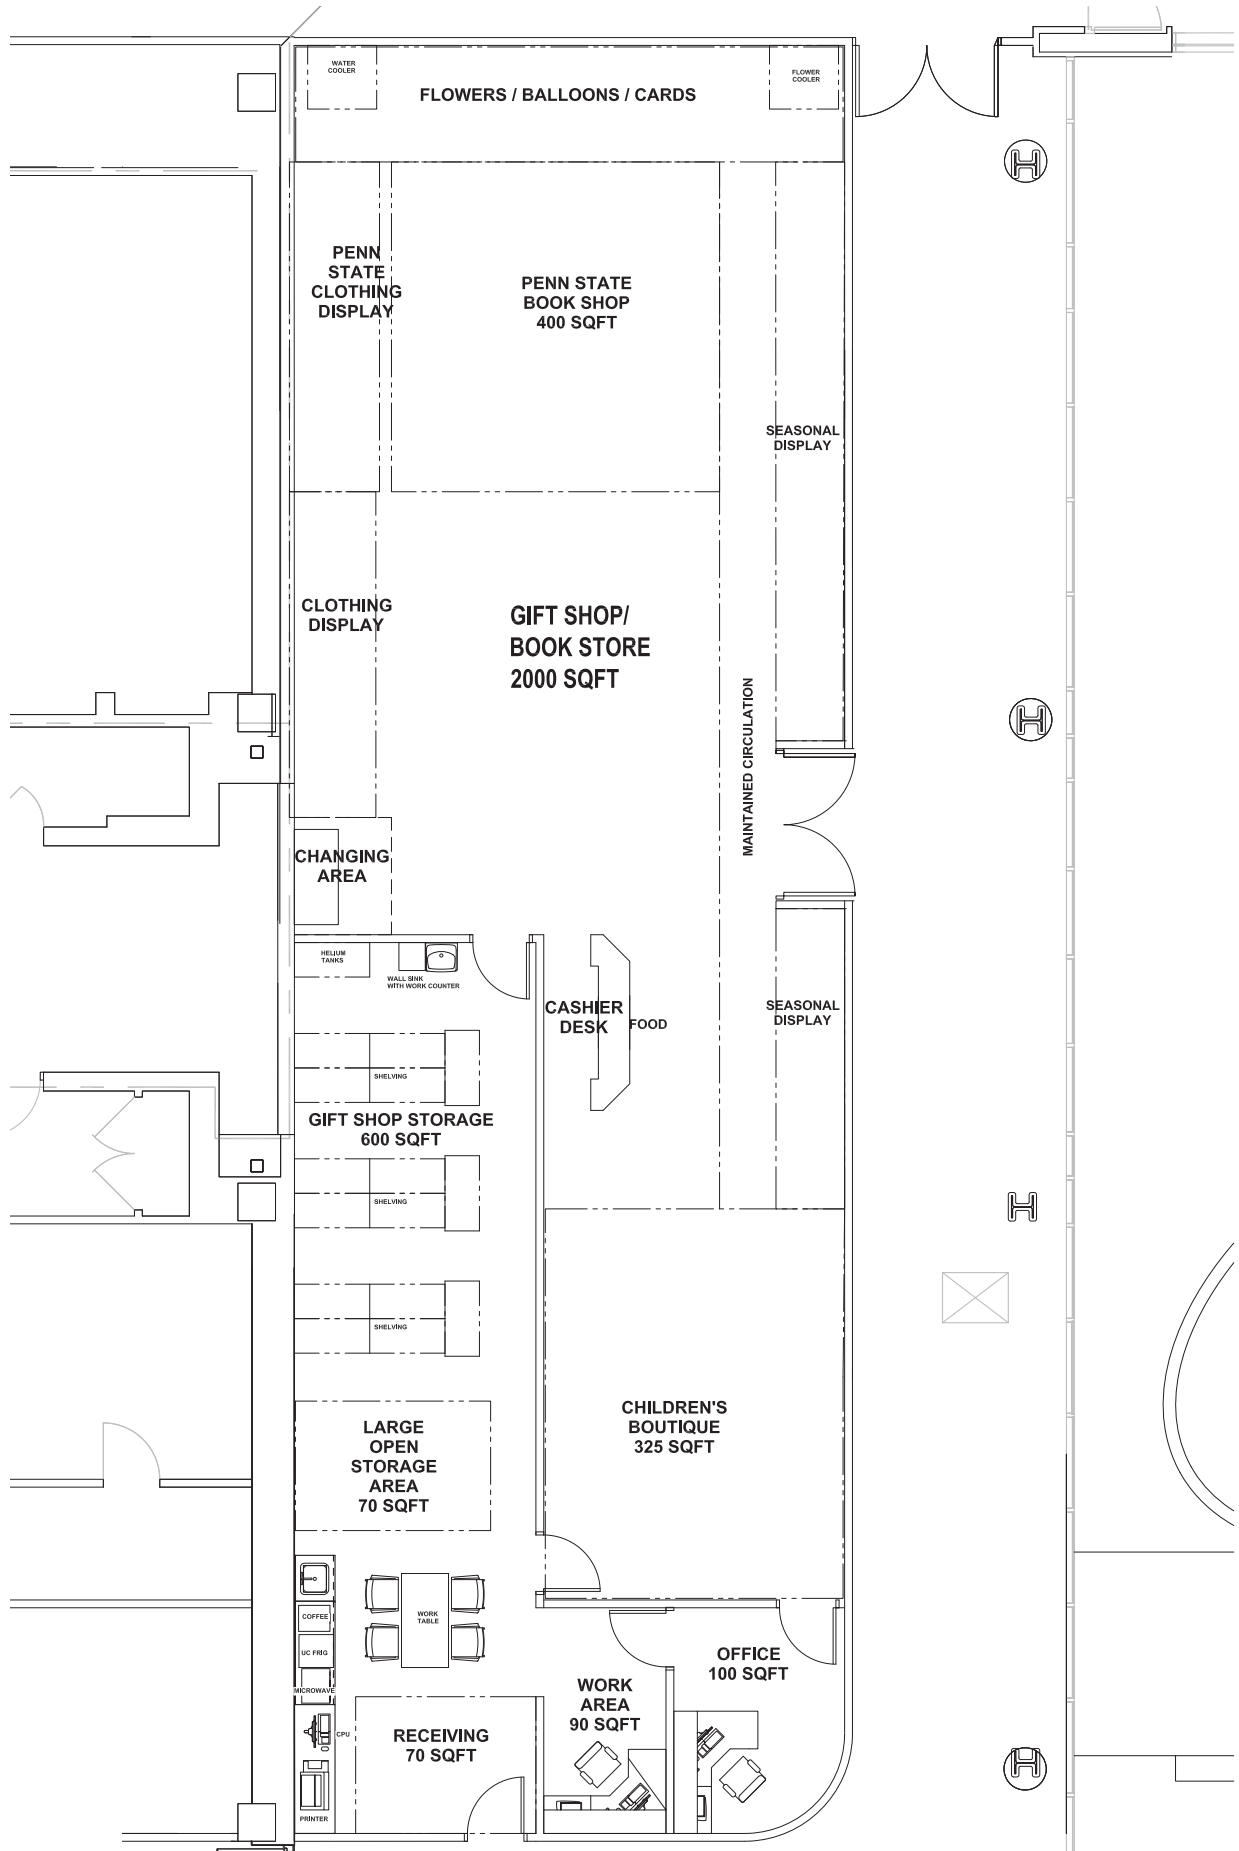 WATER
COOLER
FLOWERS / BALLOONS / CARDS
FLOWER
COOLER
PENN
STATE
CLOTHING
DISPLAY
PENN STATE
BOOK SHOP
400 SQFT
SEASONAL
DISPLAY
CLOTHING
DISPLAY
GIFT SHOP/
BOOK STORE
2000 SQFT
MAINTAINED CIRCULATION
CHANGING
AREA
HELIUM
TANKS
WALL SINK
WITH WORK COUNTER
CASHIER
DESK
FOOD
SEASONAL
DISPLAY
SHELVING
GIFT SHOP STORAGE
600 SQFT
SHELVING
SHELVING
LARGE
OPEN
STORAGE
AREA
70 SQFT
CHILDREN'S
BOUTIQUE
325 SQFT
COFFEE
WORK
TABLE
UC FRIG
MICROWAVE
CPU
PRINTER
RECEIVING
70 SQFT
WORK
AREA
90 SQFT
OFFICE
100 SQFT